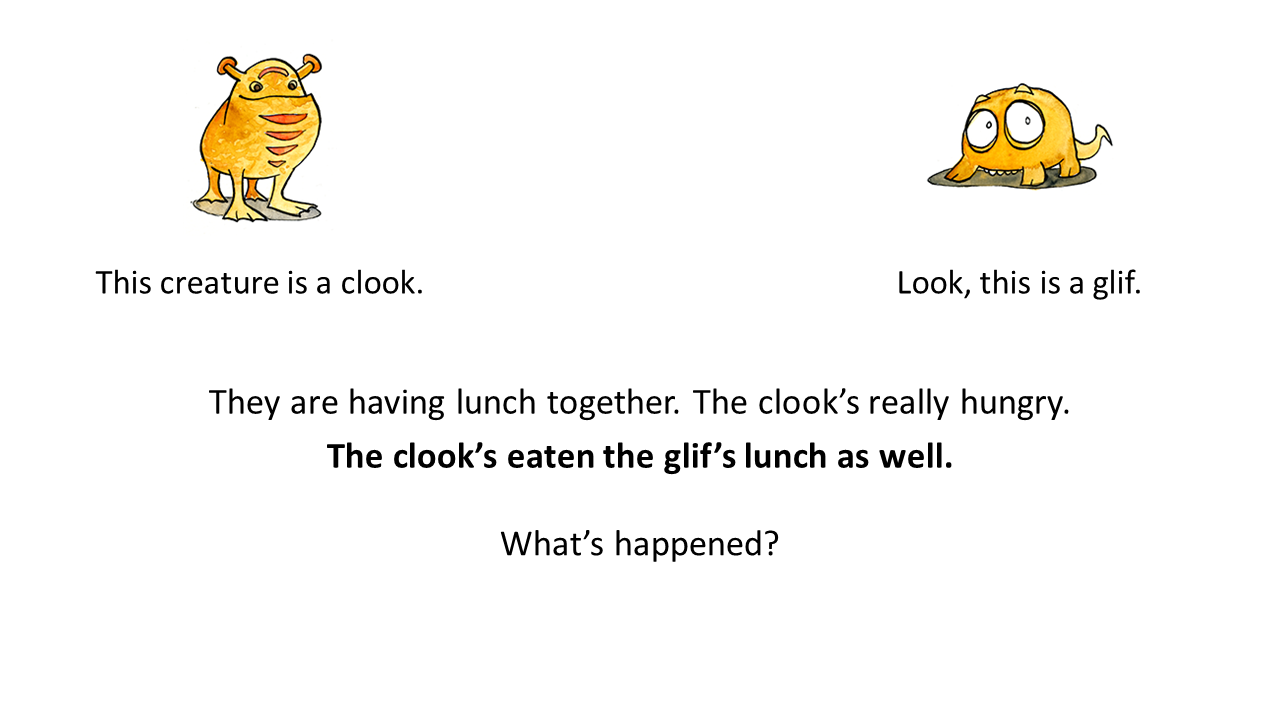 This creature is a clook.
Look, this is a glif.
They are having lunch together. The clook’s really hungry.
The clook’s eaten the glif’s lunch as well.
What’s happened?